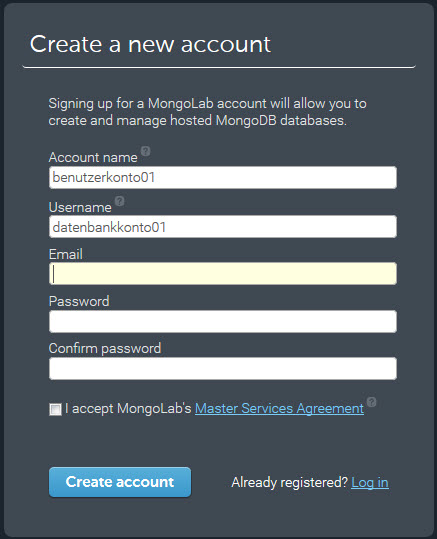 Create a new account
Signing up for a MongoLab account will allow you to
create and manage hosted MongoDB databases.
Account name ?
benutzerkonto01
Username ?
datenbankkonto01
Email
Password
Confirm password
I accept MongoLab's Master Services Agreement ?
Create account
Already registered? Log in